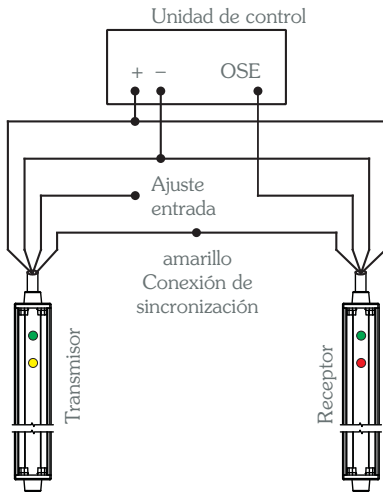 Unidad de control
+ − OSE
Ajuste
entrada
amarillo
Conexión de
sincronización
Transmisor
Receptor